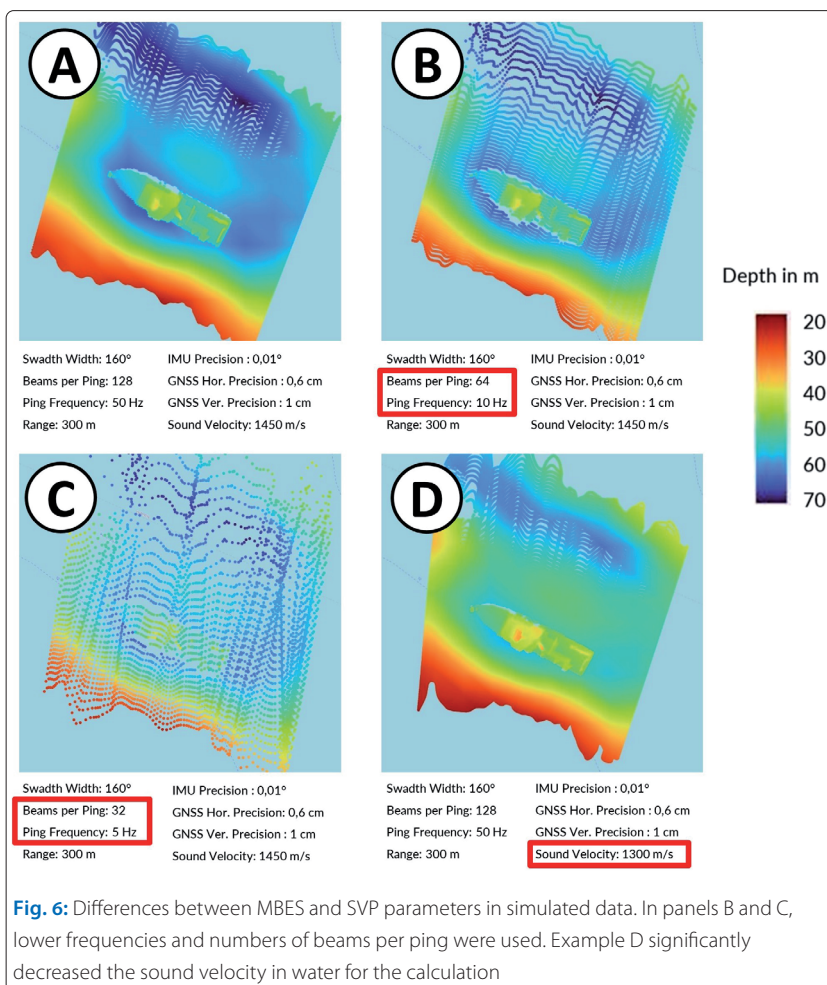 A
B
Swadth Width: 160°
Beams per Ping: 128
Ping Frequency: 50 Hz
Range: 300 m
IMU Precision : 0,01°
GNSS Hor. Precision : 0,6 cm
GNSS Ver. Precision : 1 cm
Sound Velocity: 1450 m/s
Swadth Width: 160°
Beams per Ping: 64
Ping Frequency: 10 Hz
Range: 300 m
IMU Precision : 0,01°
GNSS Hor. Precision: 0,6 cm
GNSS Ver. Precision : 1 cm
Sound Velocity: 1450 m/s
Depth in m
20
30
40
50
60
70
C
D
Swadth Width: 160°
Beams per Ping: 32
Ping Frequency: 5 Hz
Range: 300 m
IMU Precision : 0,01°
GNSS Hor. Precision: 0,6 cm
GNSS Ver. Precision : 1 cm
Sound Velocity: 1450 m/s
Swadth Width: 160°
Beams per Ping: 128
Ping Frequency: 50 Hz
Range: 300 m
IMU Precision : 0,01°
GNSS Hor. Precision: 0,6 cm
GNSS Ver. Precision : 1 cm
Sound Velocity: 1300 m/s
Fig. 6: Differences between MBES and SVP parameters in simulated data. In panels B and C,
lower frequencies and numbers of beams per ping were used. Example D significantly
decreased the sound velocity in water for the calculation